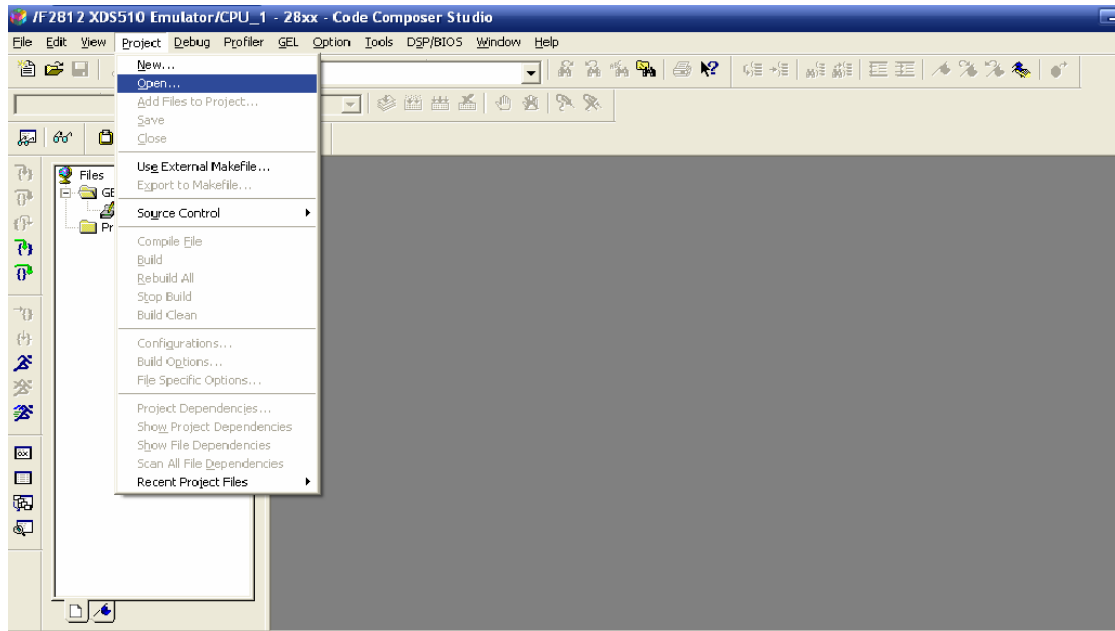 /F2812 XDS510 Emulator/CPU_1 - 28xx - Code Composer Studio
File Edit View Project Debug Profiler GEL Option Tools DSP/BIOS Window Help
New...
Open...
Add Files to Project...
Save
Close
Files
Use External Makefile...
GE
Export to Makefile...
Source Control
Pr
Compile File
Build
Rebuild All
Stop Build
Build Clean
Configurations...
Build Options...
File Specific Options...
Project Dependencies...
Show Project Dependencies
Show File Dependencies
Scan All File Dependencies
Recent Project Files